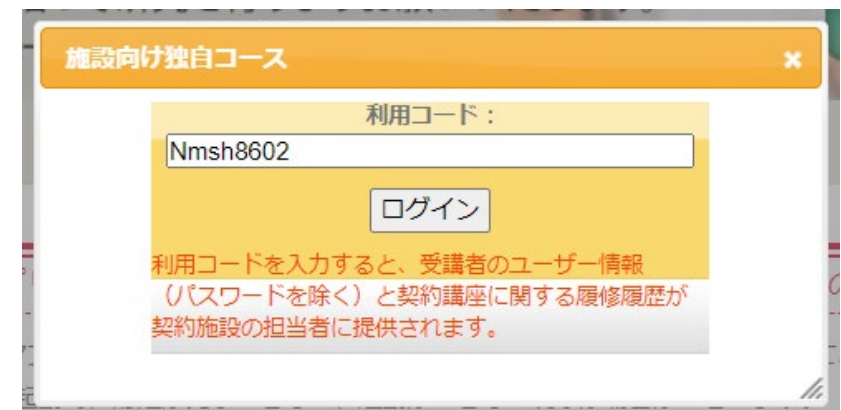 施設向け独自コース
利用コード：
Nmsh8602
ログイン
利用コードを入力すると、受講者のユーザー情報
（パスワードを除く）と契約講座に関する履修履歴が
契約施設の担当者に提供されます。